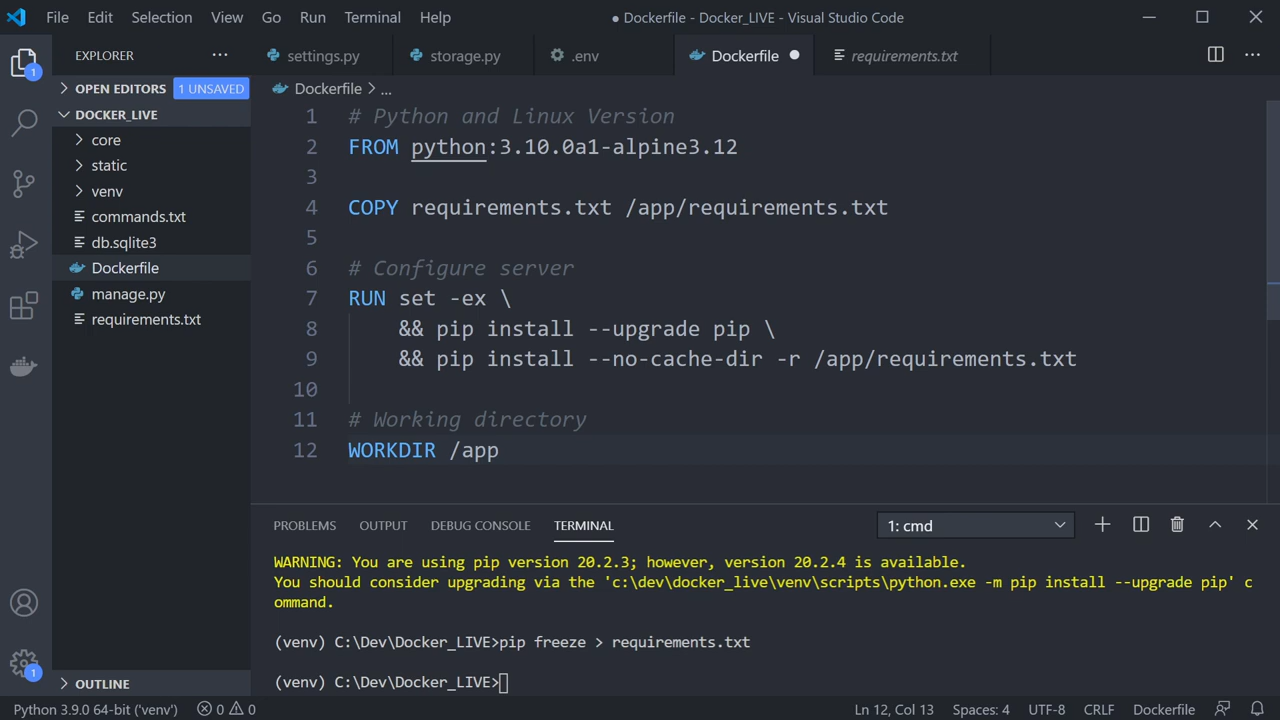 File Edit Selection View Go Run Terminal Help
● Dockerfile - Docker_LIVE - Visual Studio Code
EXPLORER
settings.py
storage.py
.env
Dockerfile
requirements.txt
OPEN EDITORS
1 UNSAVED
Dockerfile > ...
DOCKER_LIVE
core
static
venv
commands.txt
db.sqlite3
Dockerfile
manage.py
requirements.txt
1 # Python and Linux Version
2 FROM python:3.10.0a1-alpine3.12
3
4 COPY requirements.txt /app/requirements.txt
5
6 # Configure server
7 RUN set -ex \
8 && pip install --upgrade pip \
9 && pip install --no-cache-dir -r /app/requirements.txt
10
11 # Working directory
12 WORKDIR /app
1
PROBLEMS OUTPUT DEBUG CONSOLE TERMINAL
1: cmd
WARNING: You are using pip version 20.2.3; however, version 20.2.4 is available.
You should consider upgrading via the 'c:\dev\docker_live\venv\scripts\python.exe -m pip install --upgrade pip' c
ommand.
(venv) C:\Dev\Docker_LIVE>pip freeze > requirements.txt
(venv) C:\Dev\Docker_LIVE>
1
OUTLINE
Python 3.9.0 64-bit ('venv') 0 0
Ln 12, Col 13 Spaces: 4 UTF-8 CRLF Dockerfile